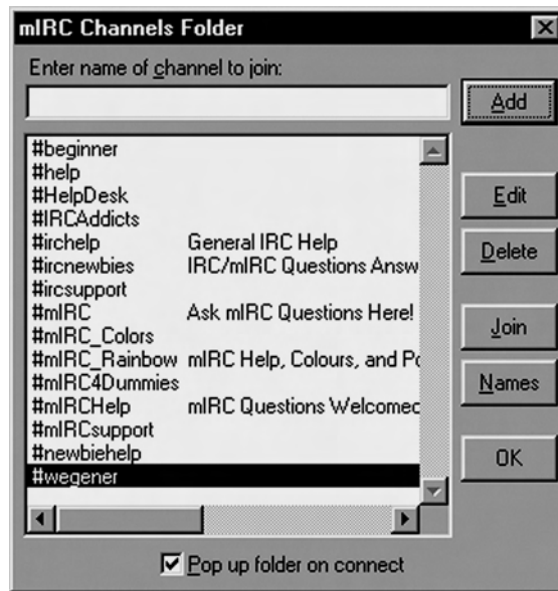 mIRC Channels Folder
Enter name of channel to join:
Add
#beginner
#help
#HelpDesk
#IRCAddicts
#irchelp General IRC Help
#ircnewbies IRC/mIRC Questions Answ
#ircsupport
#mIRC Ask mIRC Questions Here!
#mIRC_Colors
#mIRC_Rainbow mIRC Help, Colours, and Po
#mIRC4Dummies
#mIRCHelp mIRC Questions Welcomed
#mIRCsupport
#newbiehelp
#wegener
Edit
Delete
Join
Names
OK
Pop up folder on connect